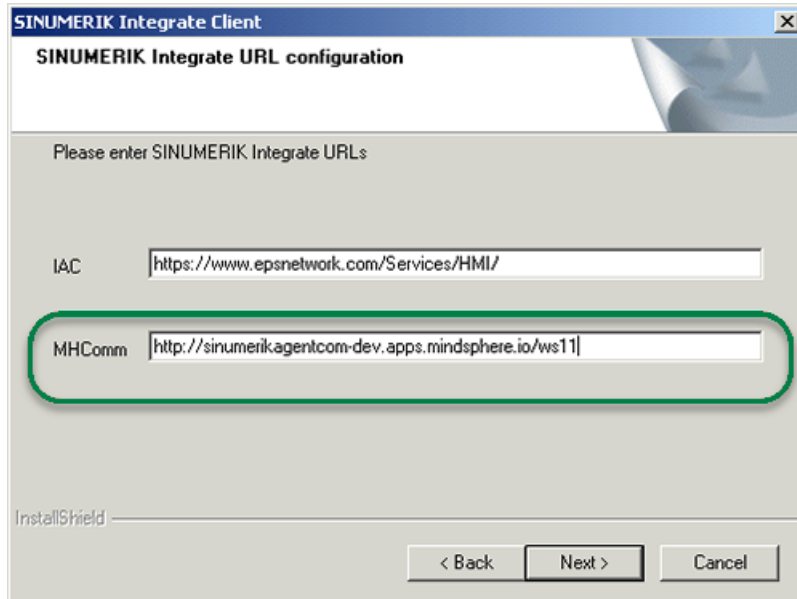 SINUMERIK Integrate Client
SINUMERIK Integrate URL configuration
Please enter SINUMERIK Integrate URLs
IAC https://www.epsnetwork.com/Services/HMI/
MHComm http://sinumerikagentcom-dev.apps.mindsphere.io/ws11
InstallShield
< Back Next > Cancel